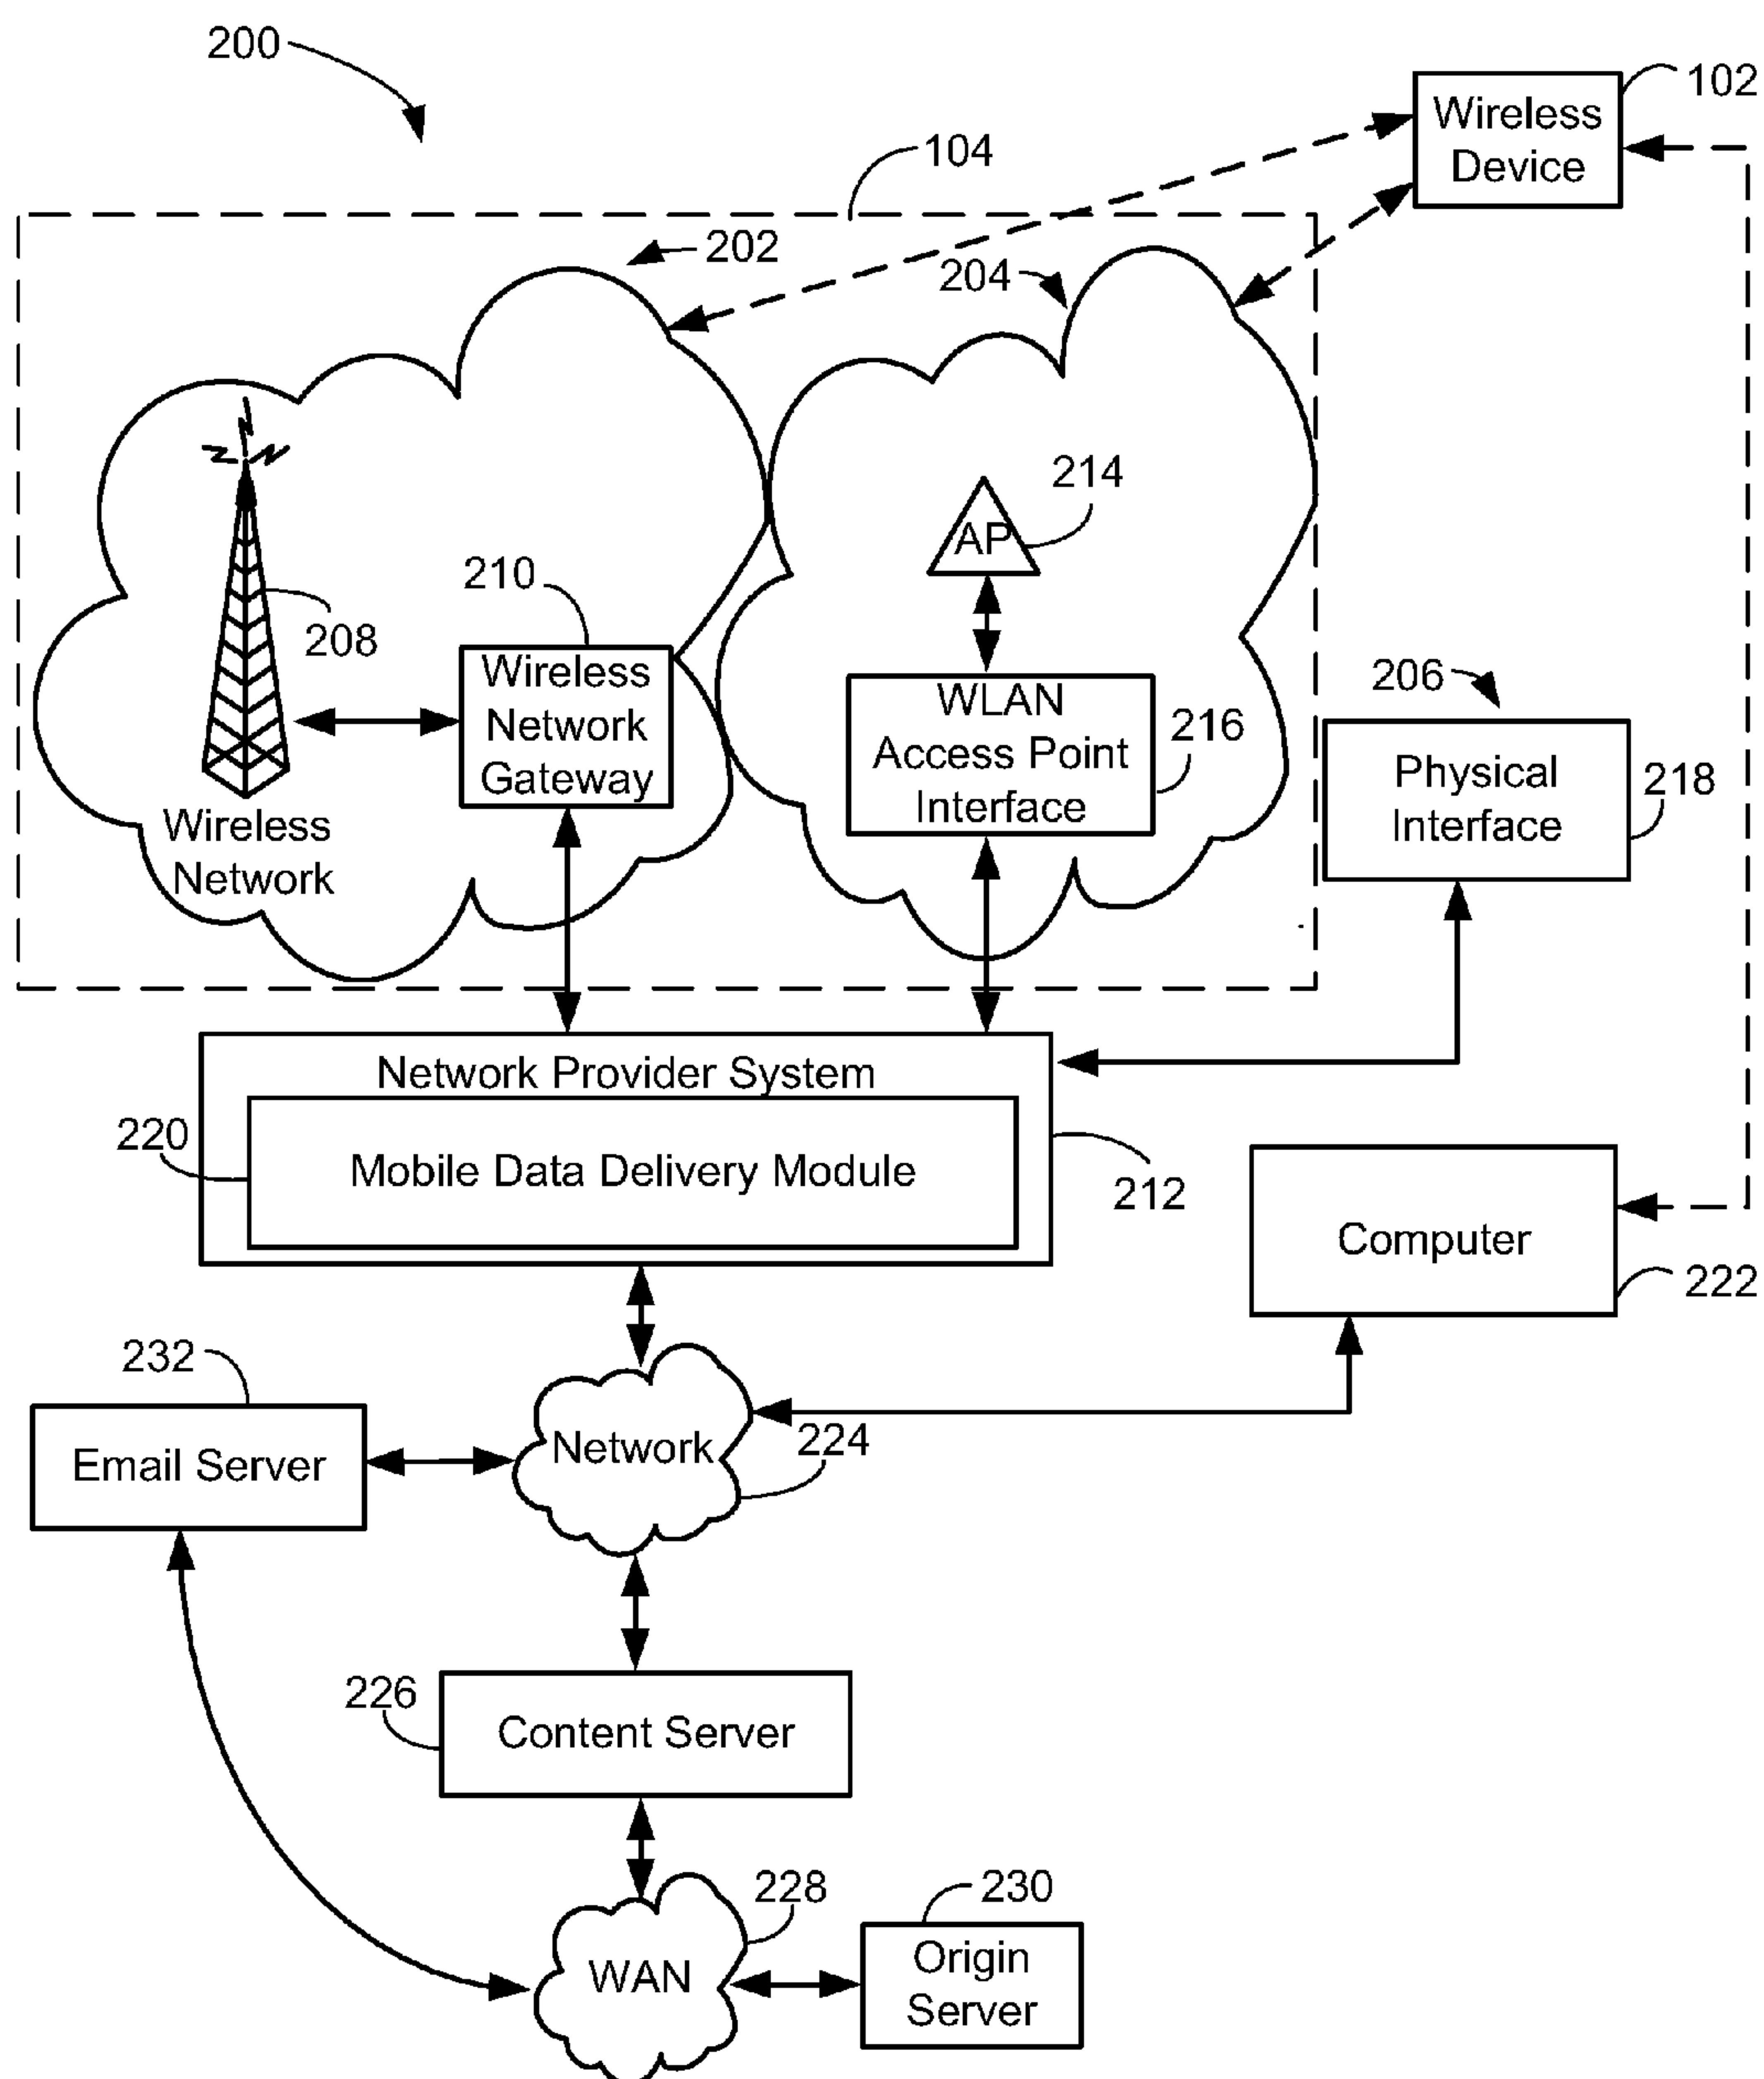 200
102
Wireless
Device
104
202
204
214
AP
210
208
Wireless
Network
Gateway
WLAN
Access Point
Interface
216
206
Physical
Interface
218
Wireless
Network
Network Provider System
220
Mobile Data Delivery Module
212
Computer
222
232
Email Server
Network
224
226
Content Server
228
WAN
230
Origin
Server